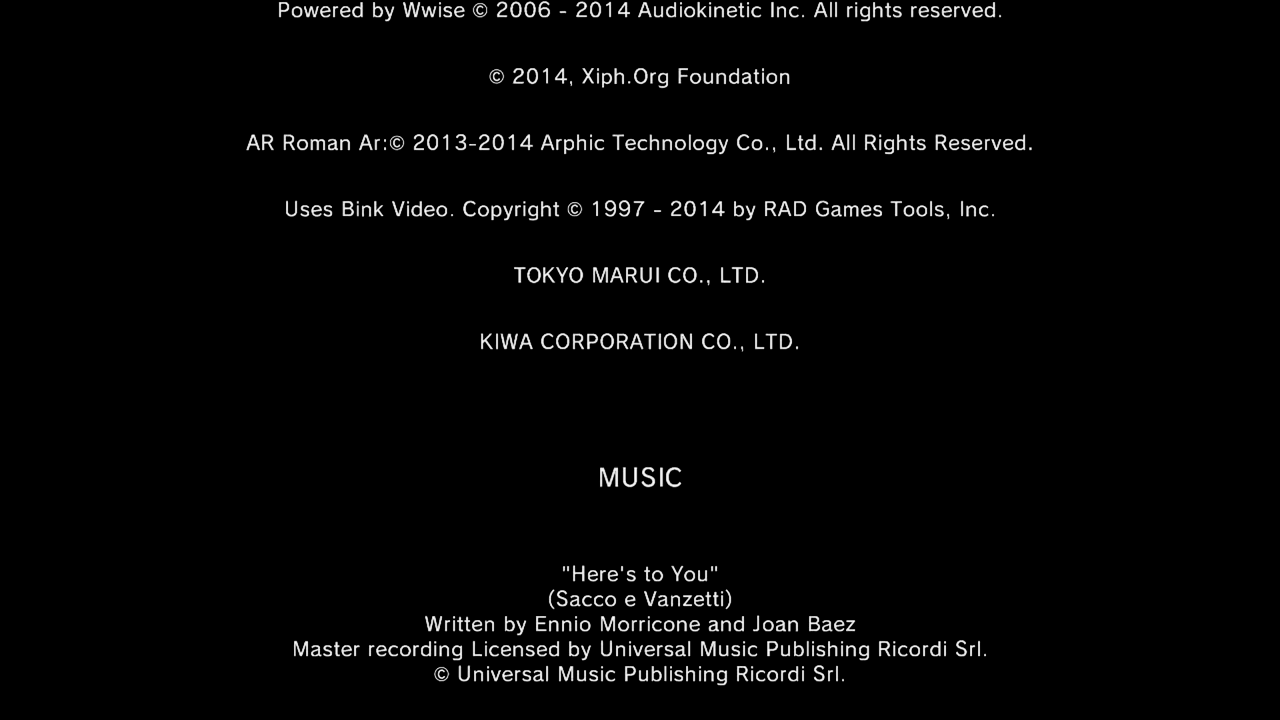 Powered by Wwise © 2006 - 2014 Audiokinetic Inc. All rights reserved.
© 2014, Xiph.Org Foundation
AR Roman Ar:© 2013-2014 Arphic Technology Co., Ltd. All Rights Reserved.
Uses Bink Video. Copyright © 1997 - 2014 by RAD Games Tools, Inc.
TOKYO MARUI CO., LTD.
KIWA CORPORATION CO., LTD.
MUSIC
"Here's to You"
(Sacco e Vanzetti)
Written by Ennio Morricone and Joan Baez
Master recording Licensed by Universal Music Publishing Ricordi Srl.
© Universal Music Publishing Ricordi Srl.